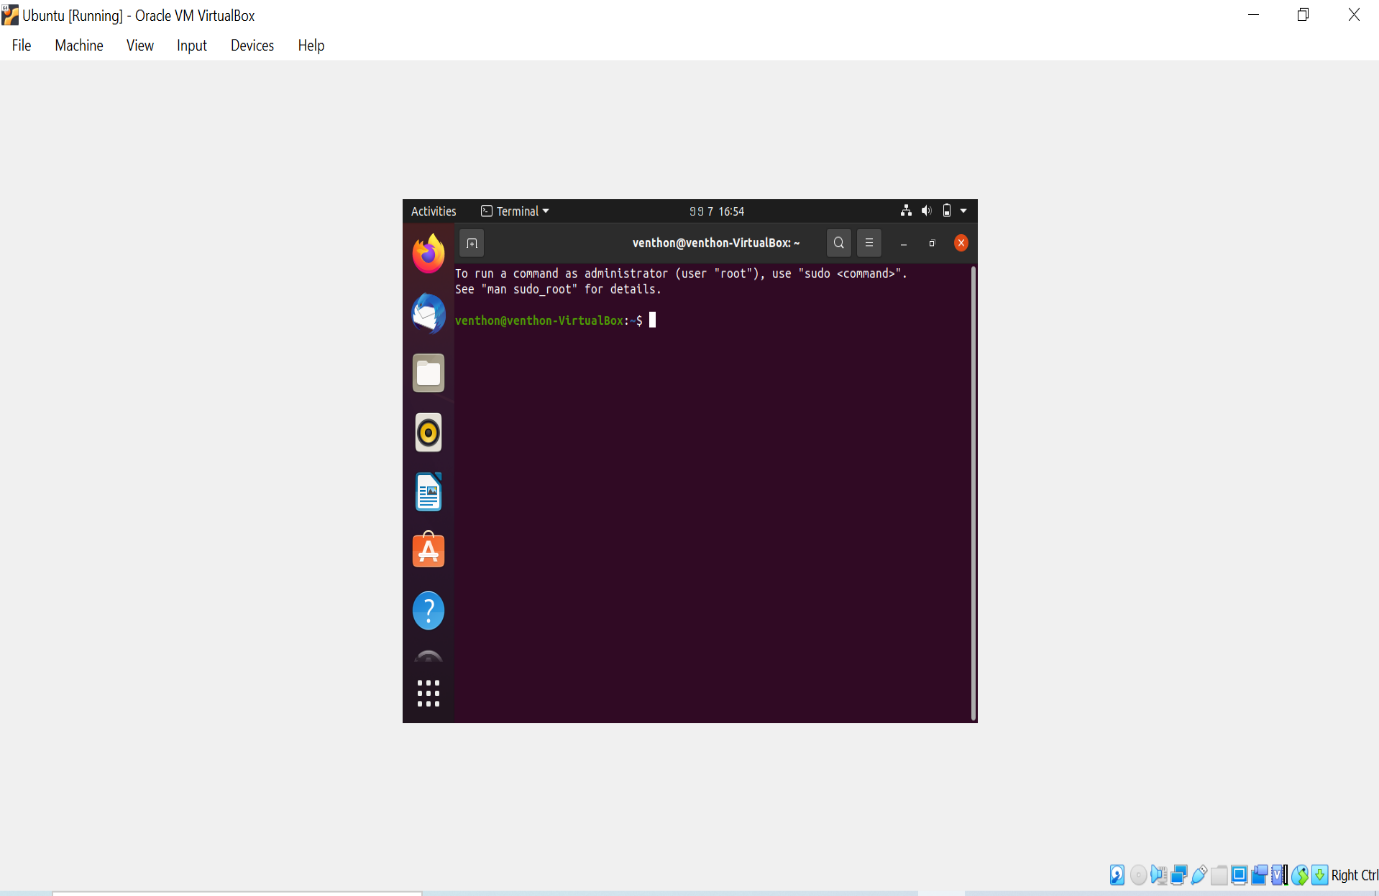 Ubuntu [Running] - Oracle VM VirtualBox
File Machine View Input Devices Help
Activities Terminal 7 16:54
venthon@venthon-VirtualBox: ~
To run a command as administrator (user "root"), use "sudo <command>".
See "man sudo_root" for details.
venthon@venthon-VirtualBox:~$
Right Ctrl